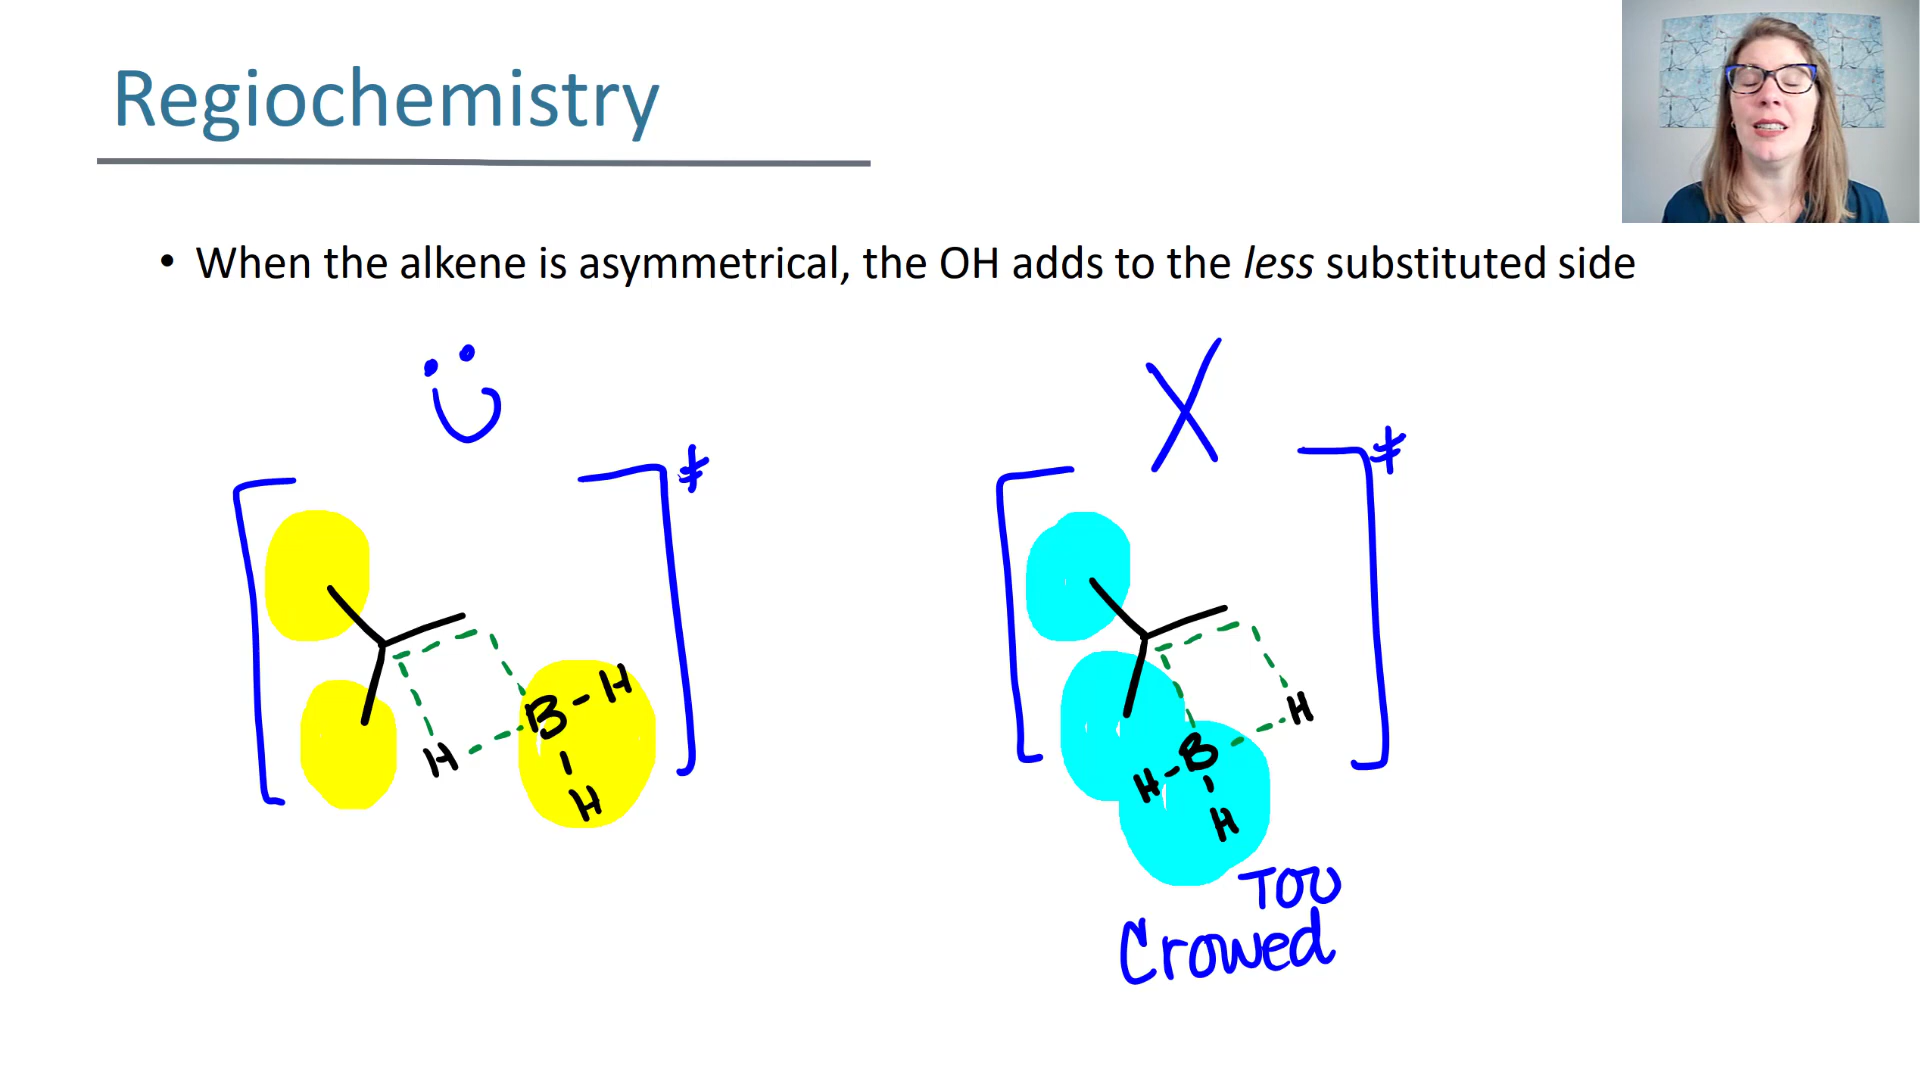 Regiochemistry
• When the alkene is asymmetrical, the OH adds to the less substituted side
X
‡
‡
B-H
H
H
H
H-B
H
TOO
Crowed